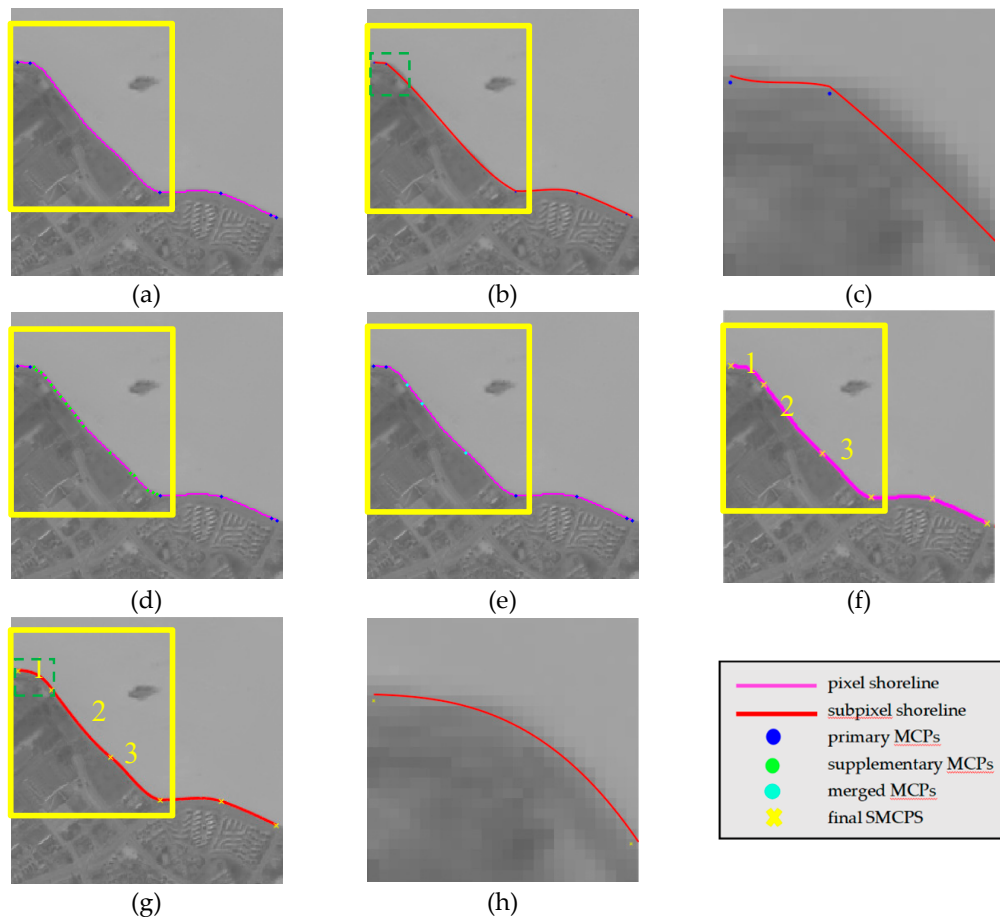 (a)
(b)
(c)
(d)
(e)
1
2
3
(f)
1
2
3
(g)
(h)
pixel shoreline
subpixel shoreline
primary MCPs
supplementary MCPs
merged MCPs
final SMCPS